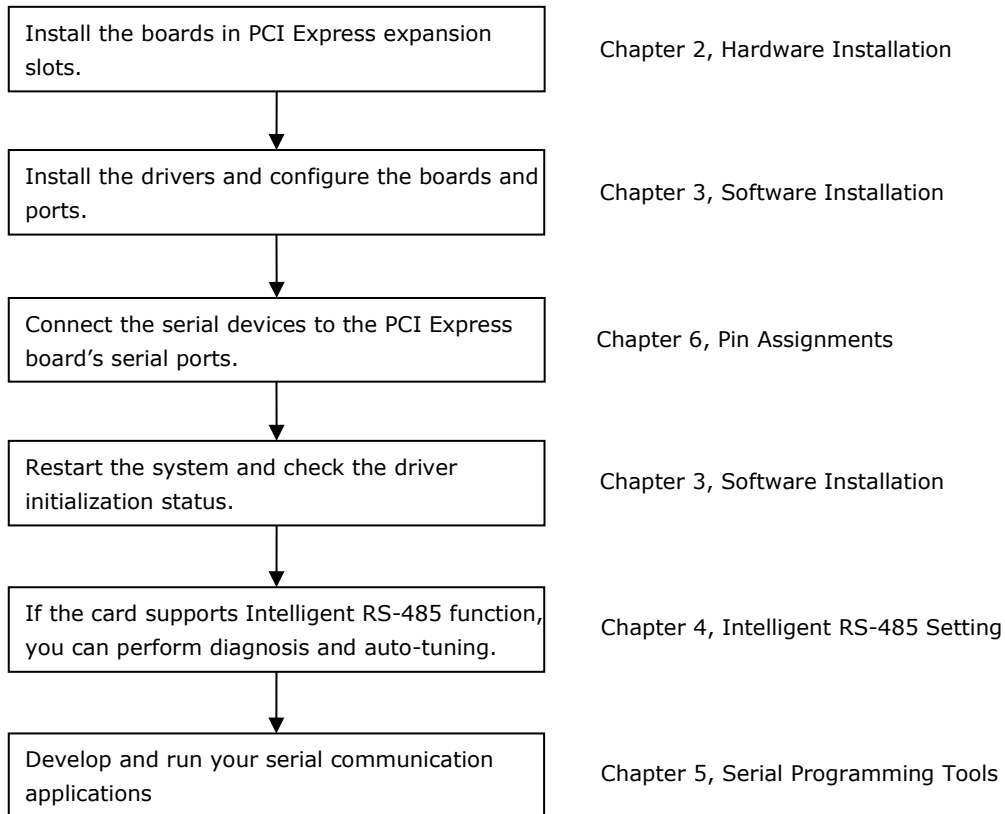 Install the boards in PCI Express expansion
slots.
Chapter 2, Hardware Installation
Install the drivers and configure the boards and
ports.
Chapter 3, Software Installation
Connect the serial devices to the PCI Express
board’s serial ports.
Chapter 6, Pin Assignments
Restart the system and check the driver
initialization status.
Chapter 3, Software Installation
If the card supports Intelligent RS-485 function,
you can perform diagnosis and auto-tuning.
Chapter 4, Intelligent RS-485 Setting
Develop and run your serial communication
applications
Chapter 5, Serial Programming Tools